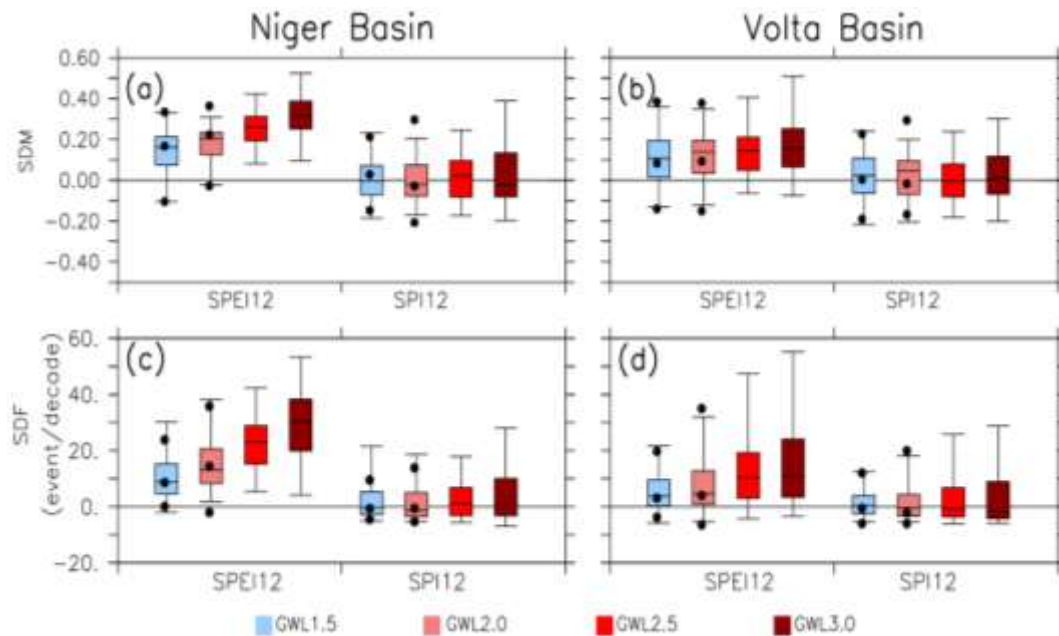 Niger Basin Volta Basin
(a) (b)
SDM
0.60
0.40
0.20
0.00
-0.20
-0.40
SPEI12 SPI12 SPEI12 SPI12
(c) (d)
SDF
(event/decode)
60.
40.
20.
0.
-20.
SPEI12 SPI12 SPEI12 SPI12
GWL1.5 GWL2.0 GWL2.5 GWL3.0